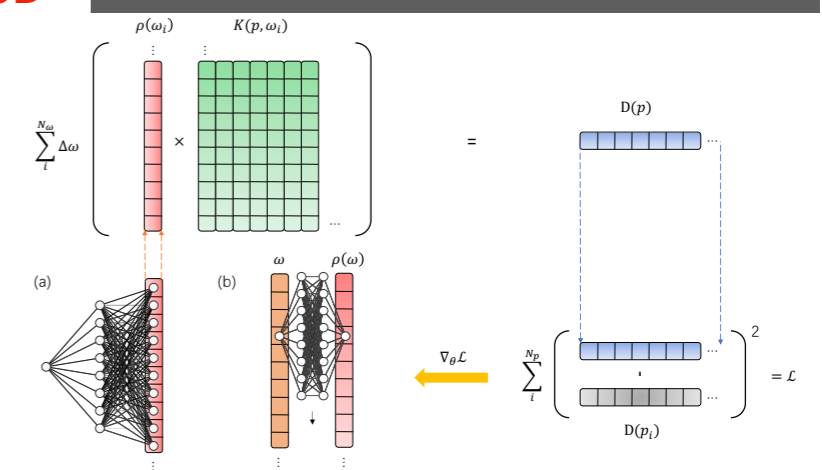 ρ(ω_i) K(p, ω_i)
⋮ ⋮
D(p)
N_ω
∑ Δω × = ...
i
...
(a) (b) ω ρ(ω)
2
N_p
∇_θ ℒ ∑ ... - = ℒ
i
...
D(p_i)
⋮ ⋮ ⋮